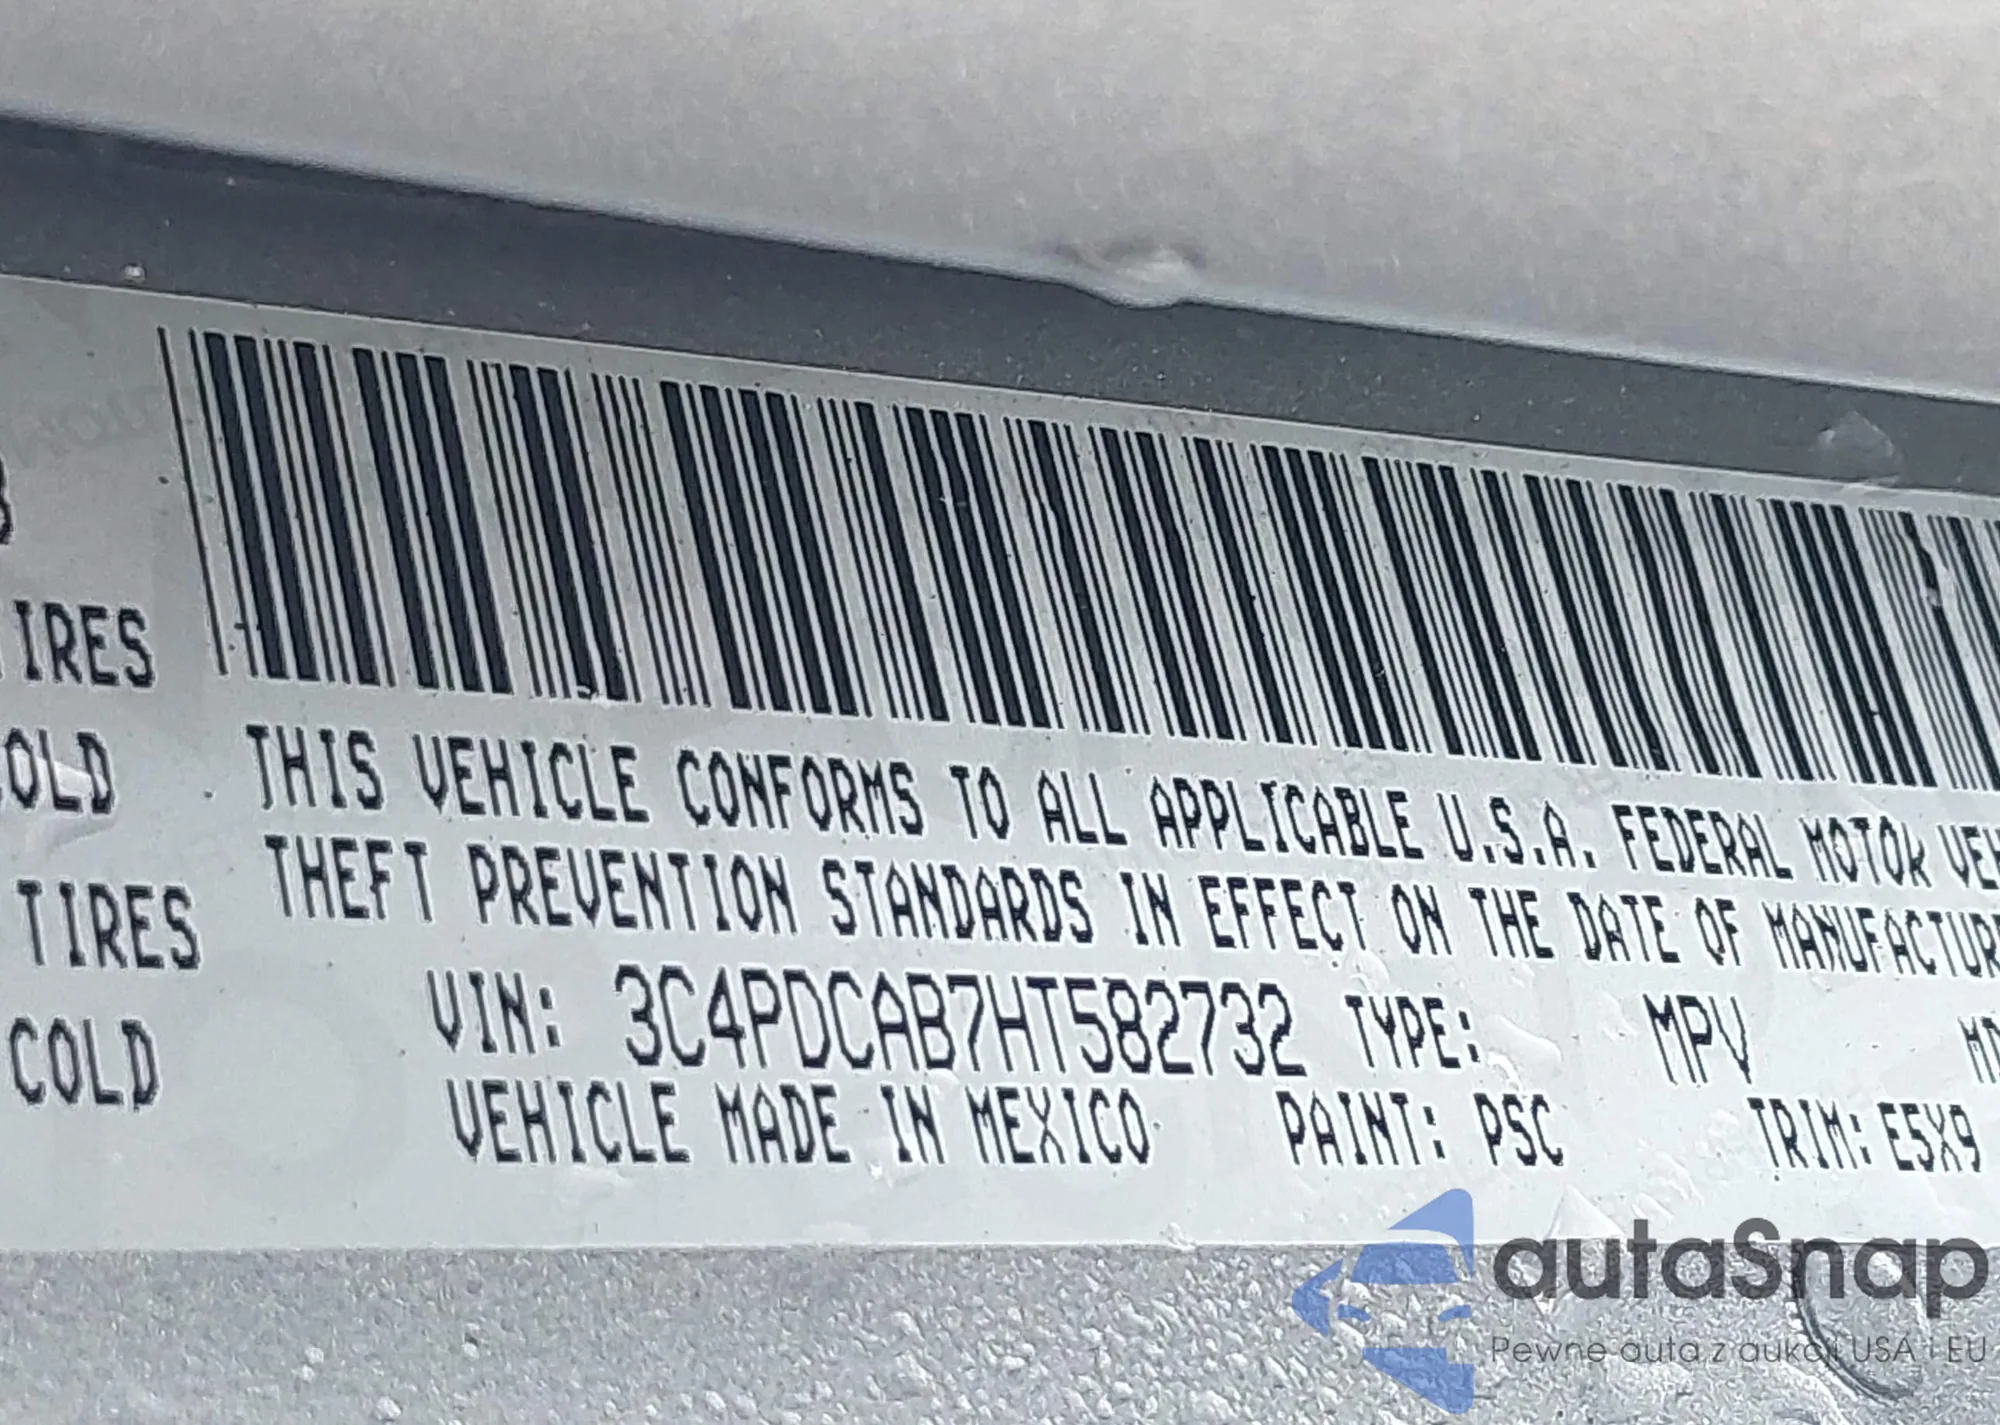 IRES
OLD
TIRES
COLD
THIS VEHICLE CONFORMS TO ALL APPLICABLE U.S.A. FEDERAL MOTOR VEH
THEFT PREVENTION STANDARDS IN EFFECT ON THE DATE OF MANUFACTUR
VIN: 3C4PDCAB7HT582732 TYPE: MPV
VEHICLE MADE IN MEXICO PAINT: PSC TRIM: E5X9
autaSnap
Pewne auta z aukcji USA i EU